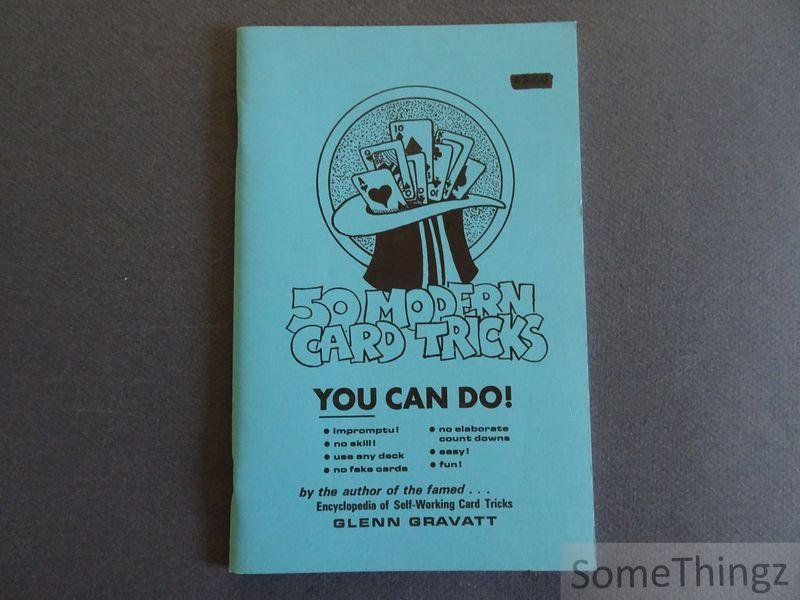 50 MODERN
CARD TRICKS
YOU CAN DO!
● impromptu!
● no skill!
● use any deck
● no fake cards
● no elaborate
count downs
● easy!
● fun!
by the author of the famed . . .
Encyclopedia of Self-Working Card Tricks
GLENN GRAVATT
SomeThingz